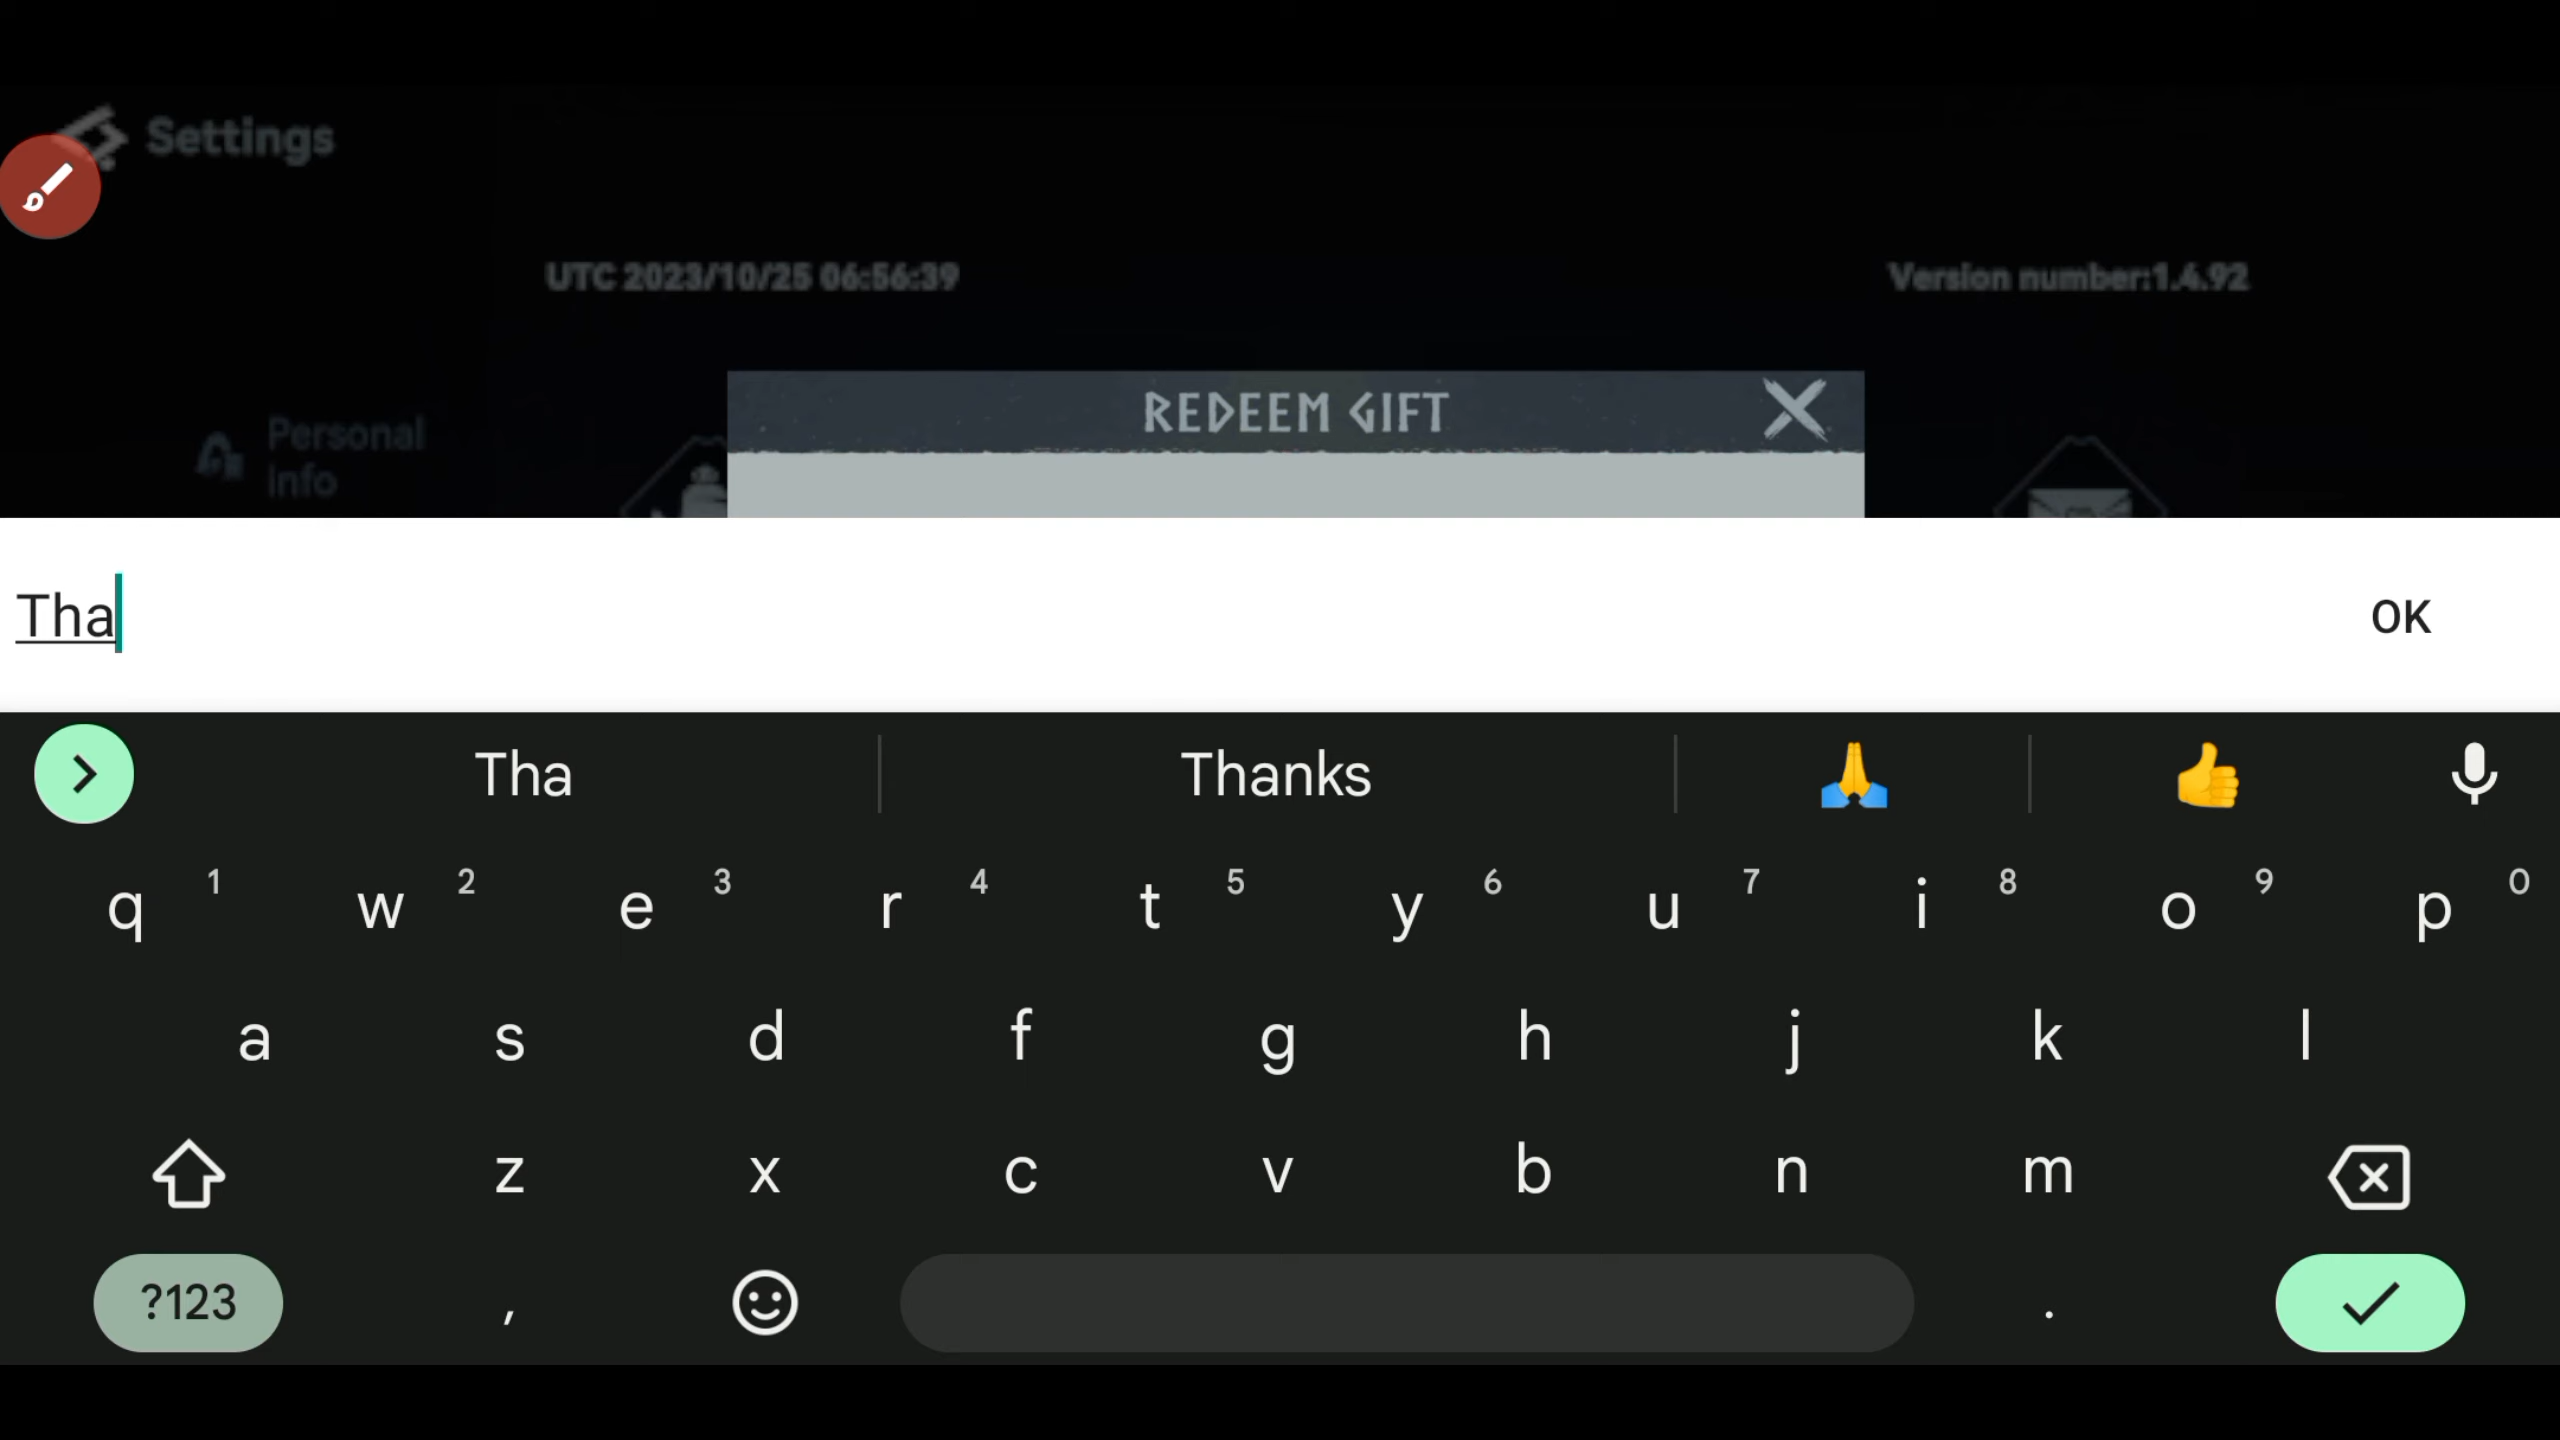 Settings
UTC 2023/10/25 06:56:39
Version number:1.4.92
REDEEM GIFT
Personal
Info
Tha
OK
Tha Thanks 🙏 👍
q 1 w 2 e 3 r 4 t 5 y 6 u 7 i 8 o 9 p 0
a s d f g h j k l
z x c v b n m
?123 , .